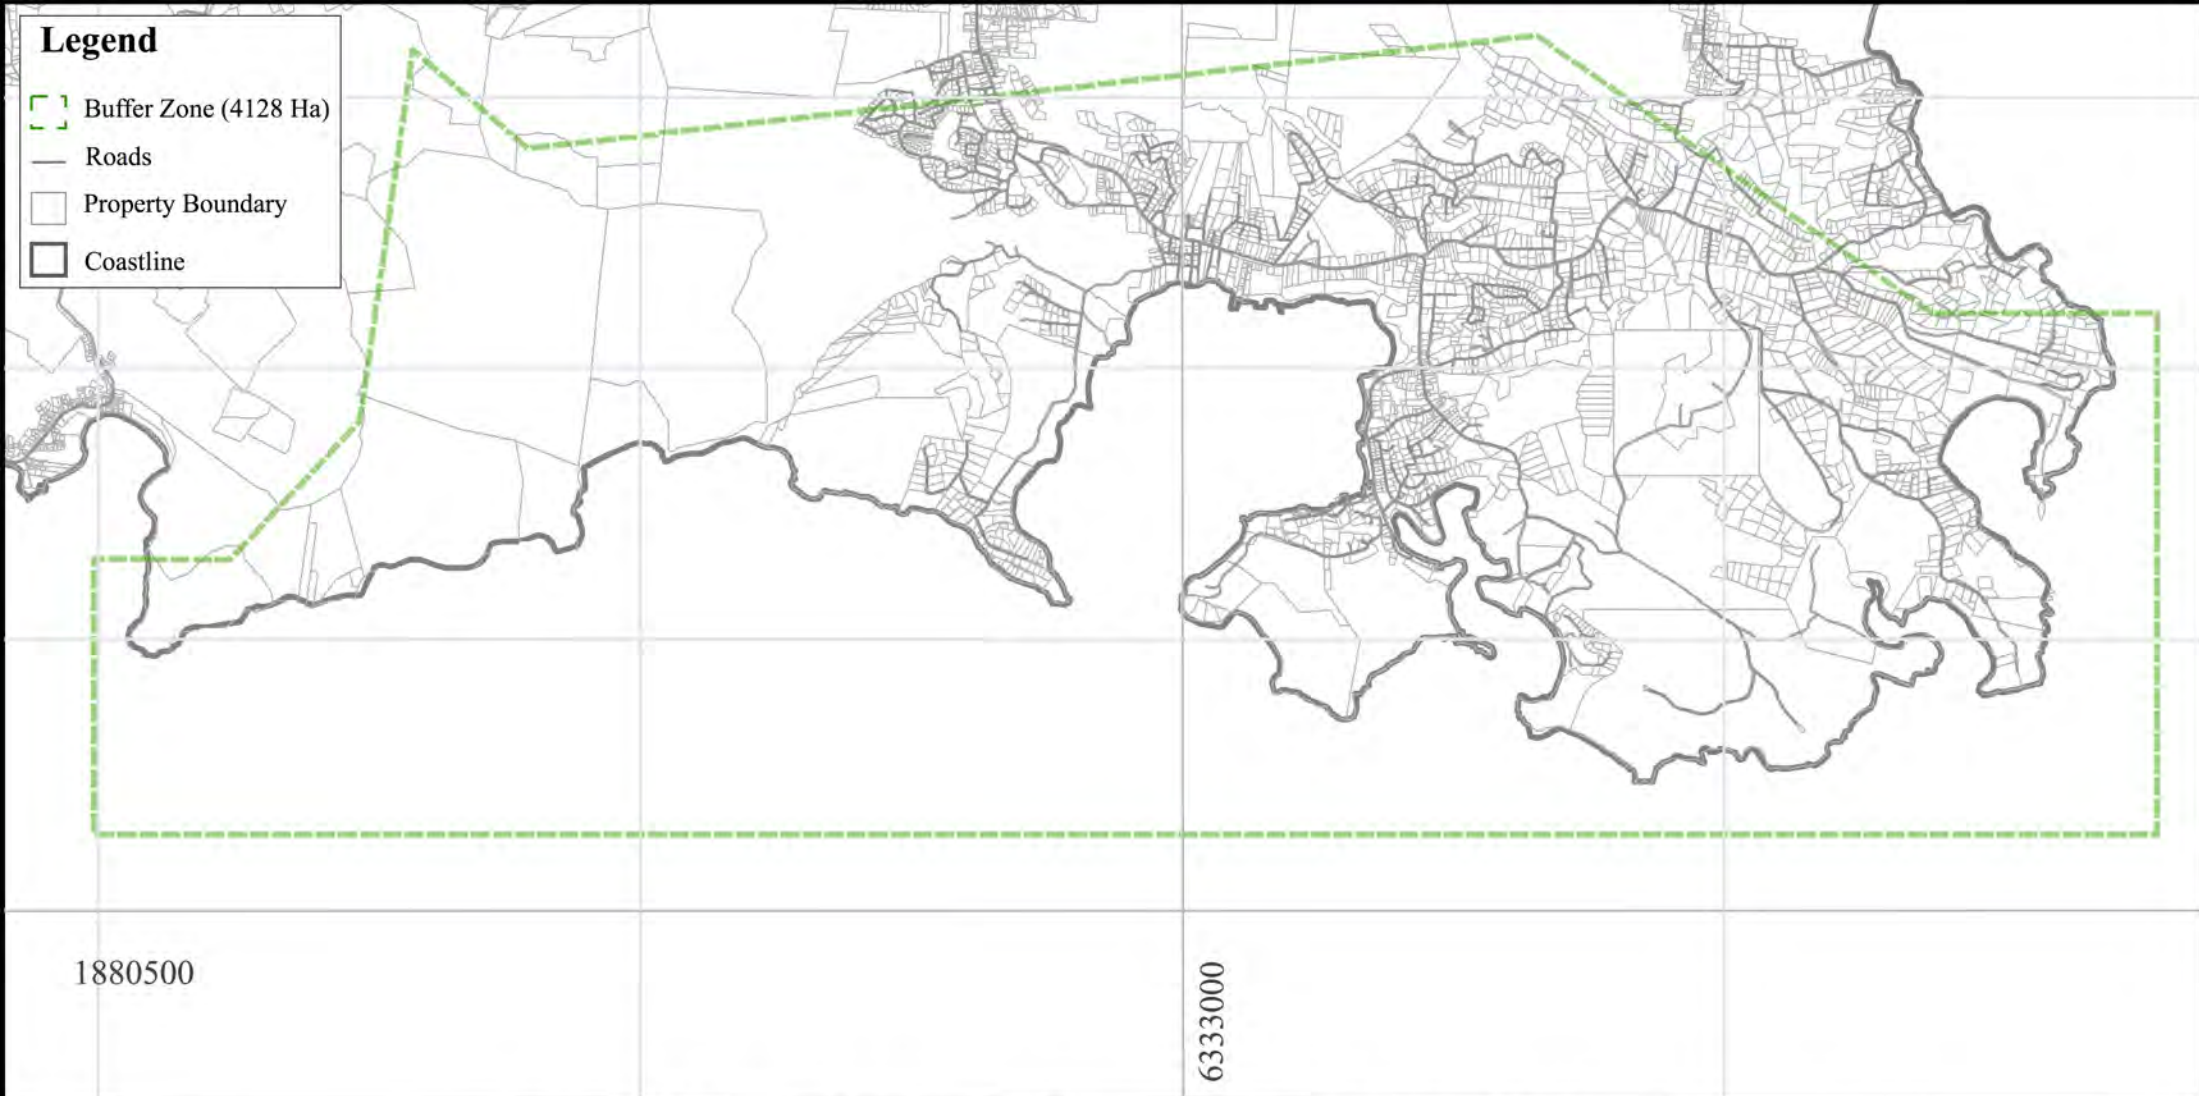 Legend
Buffer Zone (4128 Ha)
Roads
Property Boundary
Coastline
1880500
6333000